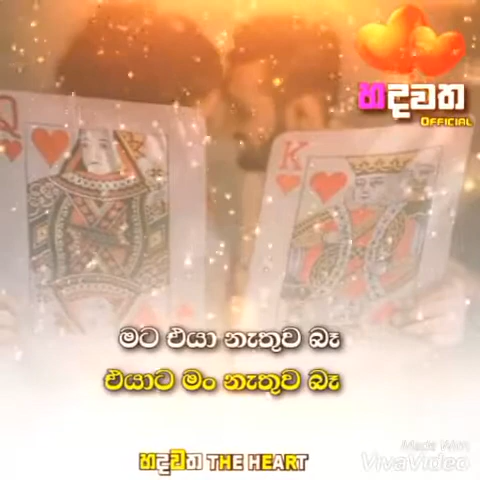 හදවත
OFFICIAL
Q
K
මට එයා නැතුව බෑ
එයාට මං නැතුව බෑ
හදවත THE HEART
Made With
VivaVideo